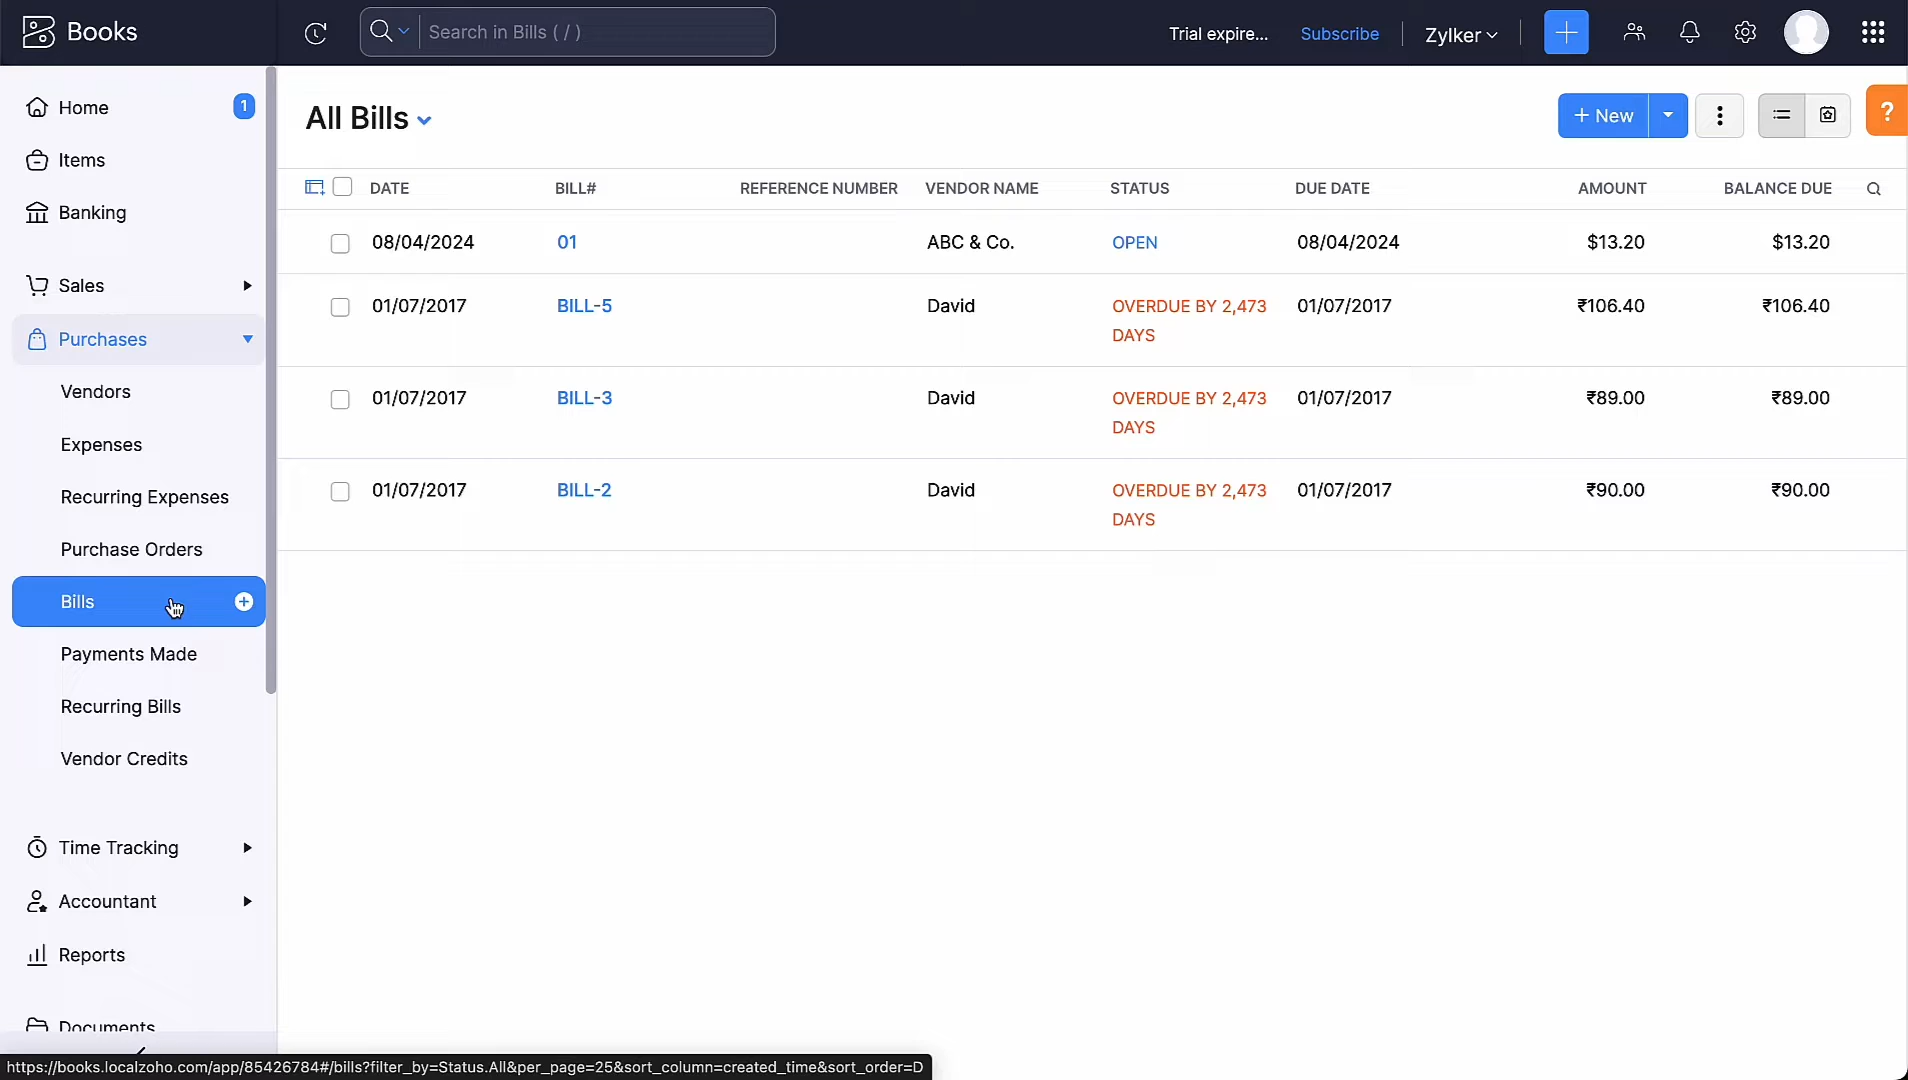 Books
Search in Bills ( / )
Trial expire...
Subscribe
Zylker
Home
1
Items
Banking
Sales
Purchases
Vendors
Expenses
Recurring Expenses
Purchase Orders
Bills
Payments Made
Recurring Bills
Vendor Credits
Time Tracking
Accountant
Reports
Documents
All Bills
+ New
?
DATE BILL# REFERENCE NUMBER VENDOR NAME STATUS DUE DATE AMOUNT BALANCE DUE
08/04/2024 01 ABC & Co. OPEN 08/04/2024 $13.20 $13.20
01/07/2017 BILL-5 David OVERDUE BY 2,473 01/07/2017 ₹106.40 ₹106.40
DAYS
01/07/2017 BILL-3 David OVERDUE BY 2,473 01/07/2017 ₹89.00 ₹89.00
DAYS
01/07/2017 BILL-2 David OVERDUE BY 2,473 01/07/2017 ₹90.00 ₹90.00
DAYS
https://books.localzoho.com/app/85426784#/bills?filter_by=Status.All&per_page=25&sort_column=created_time&sort_order=D